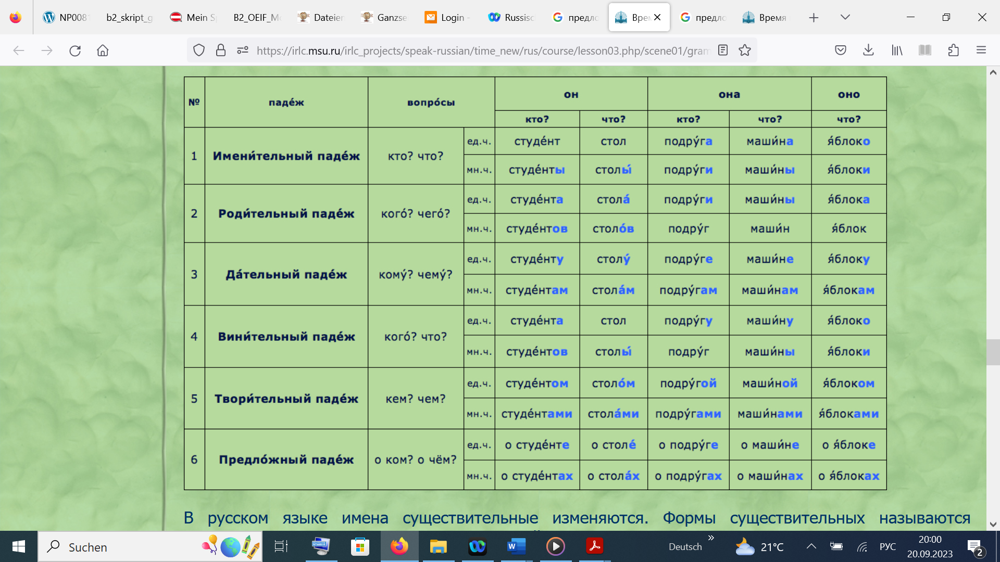 NP0081 b2_skript_g Mein S B2_OEIF_M Dateien Ganzse Login - Russisc предло Врем предло Время
https://irlc.msu.ru/irlc_projects/speak-russian/time_new/rus/course/lesson03.php/scene01/gram
№ паде́ж вопро́сы он она оно
кто? что? кто? что? что?
1 Имени́тельный паде́ж кто? что? ед.ч. студе́нт стол подру́га маши́на я́блоко
мн.ч. студе́нты столы́ подру́ги маши́ны я́блоки
2 Роди́тельный паде́ж кого́? чего́? ед.ч. студе́нта стола́ подру́ги маши́ны я́блока
мн.ч. студе́нтов столо́в подру́г маши́н я́блок
3 Да́тельный паде́ж кому́? чему́? ед.ч. студе́нту столу́ подру́ге маши́не я́блоку
мн.ч. студе́нтам стола́м подру́гам маши́нам я́блокам
4 Вини́тельный паде́ж кого́? что? ед.ч. студе́нта стол подру́гу маши́ну я́блоко
мн.ч. студе́нтов столы́ подру́г маши́ны я́блоки
5 Твори́тельный паде́ж кем? чем? ед.ч. студе́нтом столо́м подру́гой маши́ной я́блоком
мн.ч. студе́нтами стола́ми подру́гами маши́нами я́блоками
6 Предло́жный паде́ж о ком? о чём? ед.ч. о студе́нте о столе́ о подру́ге о маши́не о я́блоке
мн.ч. о студе́нтах о стола́х о подру́гах о маши́нах о я́блоках
В русском языке имена существительные изменяются. Формы существительных называются
Suchen Deutsch 21°C РУС 20:00
20.09.2023 2